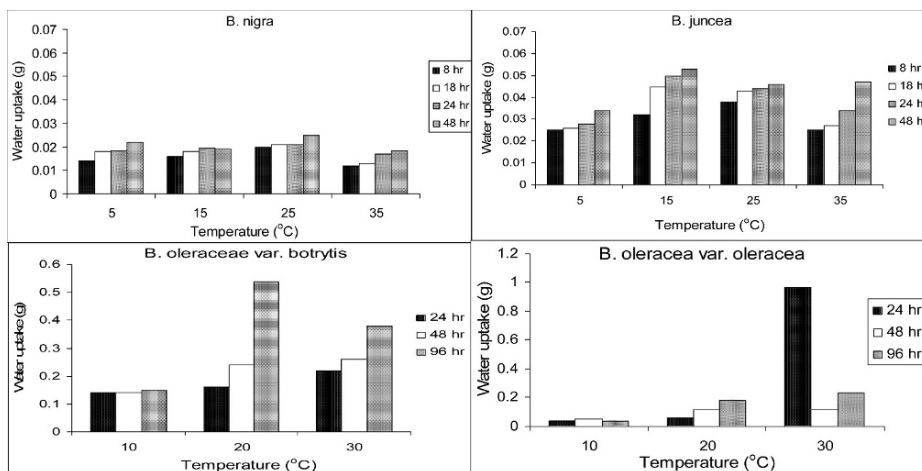 B. nigra
0.07
0.06
0.05
0.04
0.03
0.02
0.01
0
Water uptake (g)
8 hr
18 hr
24 hr
48 hr
5 15 25 35
Temperature (°C)
B. juncea
0.07
0.06
0.05
0.04
0.03
0.02
0.01
0
Water uptake (g)
8 hr
18 hr
24 hr
48 h
5 15 25 35
Temperature (°C)
B. oleraceae var. botrytis
0.6
0.5
0.4
0.3
0.2
0.1
0
Water uptake (g)
24 hr
48 hr
96 hr
10 20 30
Temperature (°C)
B. oleracea var. oleracea
1.2
1
0.8
0.6
0.4
0.2
0
Water uptake (g)
24 hr
48 hr
96 hr
10 20 30
Temperature (°C)